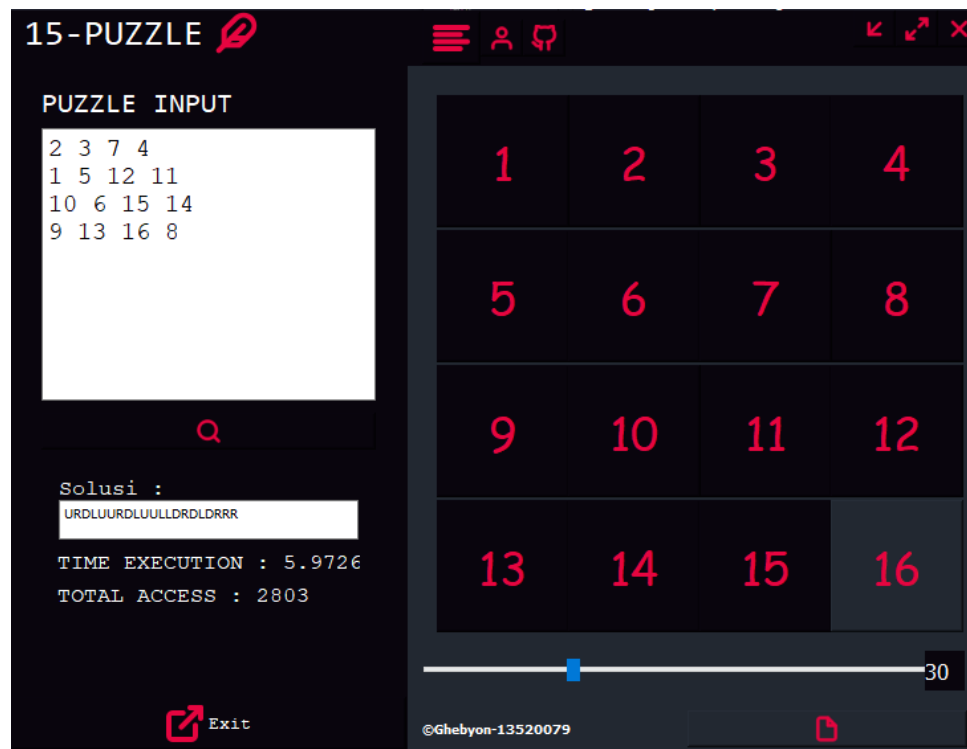 15-PUZZLE
PUZZLE INPUT
2 3 7 4
1 5 12 11
10 6 15 14
9 13 16 8
Solusi :
URDLUURDLUULLDRDLDRRR
TIME EXECUTION : 5.9726
TOTAL ACCESS : 2803
Exit
1 2 3 4
5 6 7 8
9 10 11 12
13 14 15 16
30
©Ghebyon-13520079